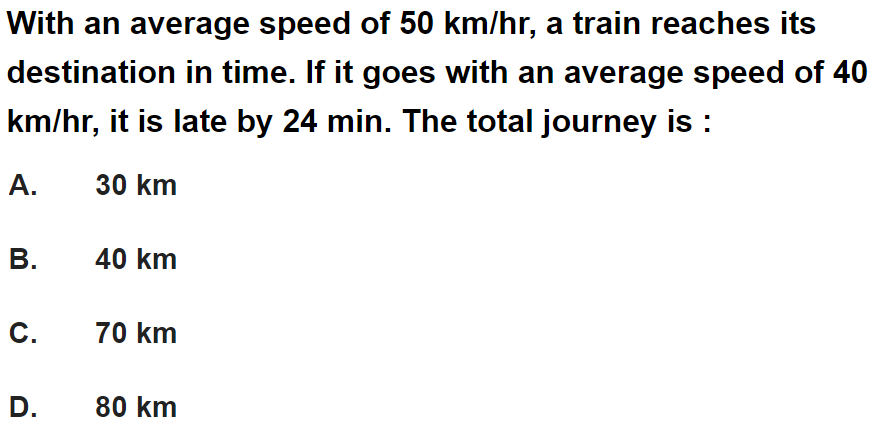 With an average speed of 50 km/hr, a train reaches its
destination in time. If it goes with an average speed of 40
km/hr, it is late by 24 min. The total journey is :
A. 30 km
B. 40 km
C. 70 km
D. 80 km